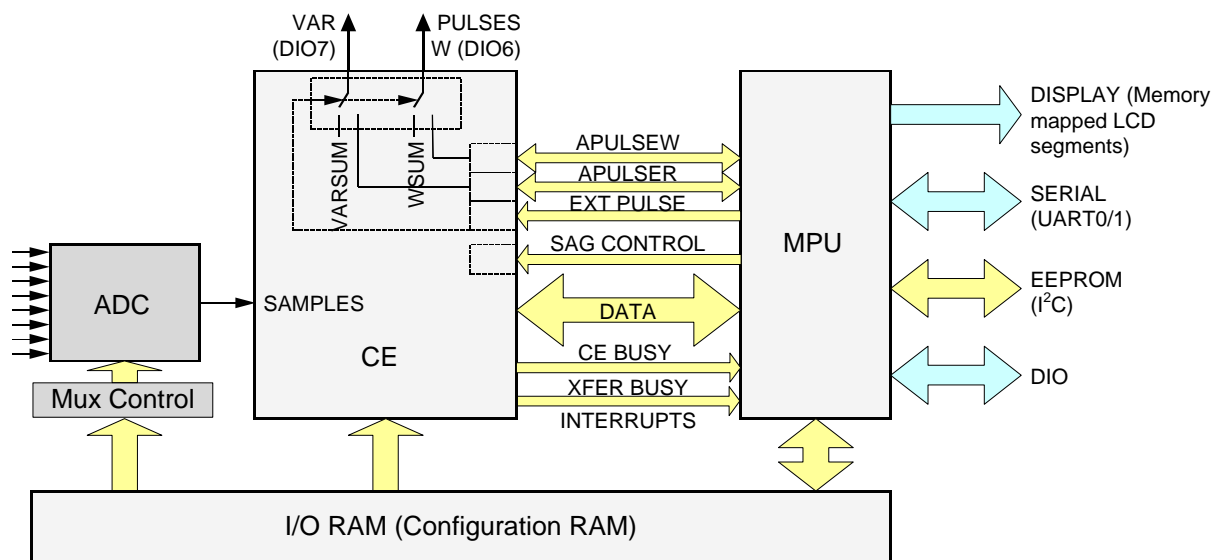 VAR
(DIO7)
PULSES
W (DIO6)
VARSUM
WSUM
APULSEW
APULSER
EXT PULSE
SAG CONTROL
DATA
CE BUSY
XFER BUSY
INTERRUPTS
SAMPLES
CE
ADC
Mux Control
MPU
DISPLAY (Memory
mapped LCD
segments)
SERIAL
(UART0/1)
EEPROM
(I²C)
DIO
I/O RAM (Configuration RAM)